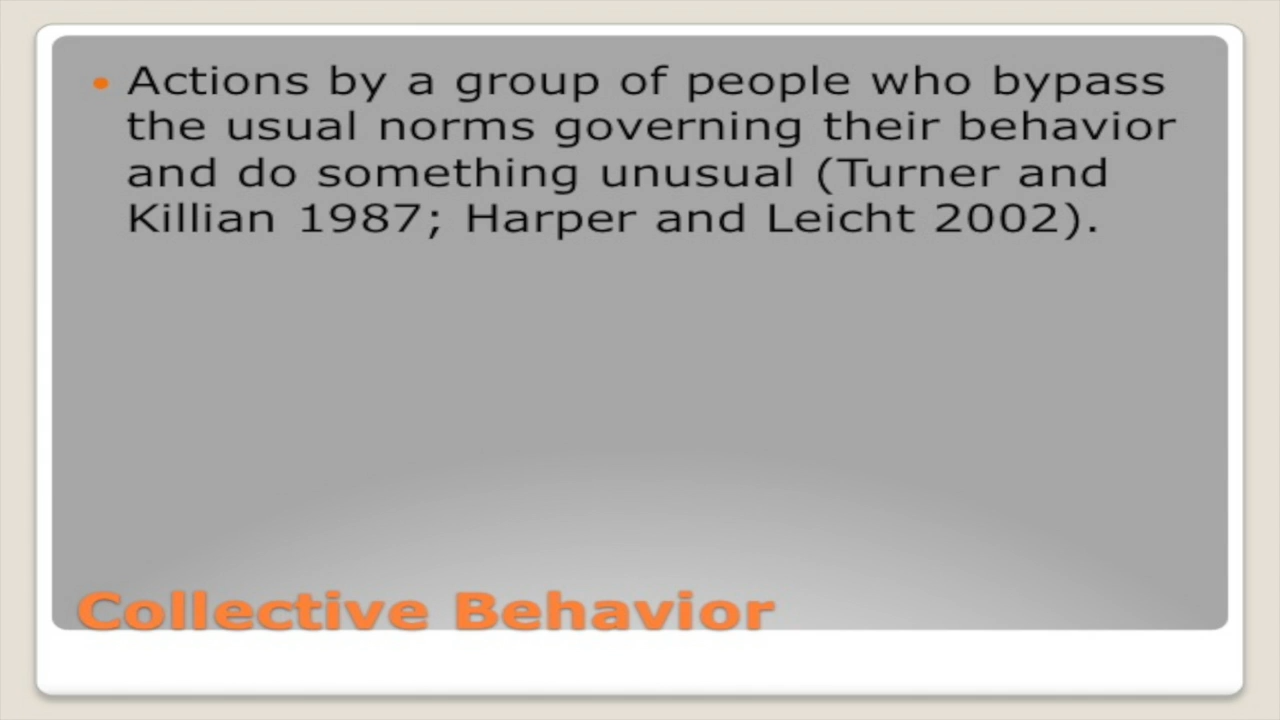 • Actions by a group of people who bypass
the usual norms governing their behavior
and do something unusual (Turner and
Killian 1987; Harper and Leicht 2002).
Collective Behavior